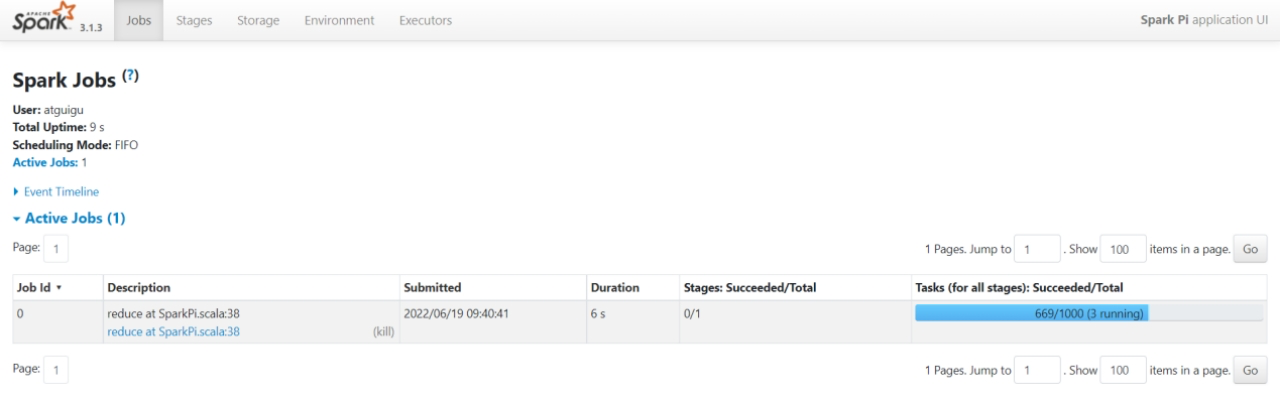 APACHE
Spark 3.1.3 Jobs Stages Storage Environment Executors Spark Pi application UI
Spark Jobs (?)
User: atguigu
Total Uptime: 9 s
Scheduling Mode: FIFO
Active Jobs: 1
Event Timeline
Active Jobs (1)
Page: 1 1 Pages. Jump to 1 . Show 100 items in a page. Go
Job Id Description Submitted Duration Stages: Succeeded/Total Tasks (for all stages): Succeeded/Total
0 reduce at SparkPi.scala:38 2022/06/19 09:40:41 6 s 0/1 669/1000 (3 running)
reduce at SparkPi.scala:38 (kill)
Page: 1 1 Pages. Jump to 1 . Show 100 items in a page. Go